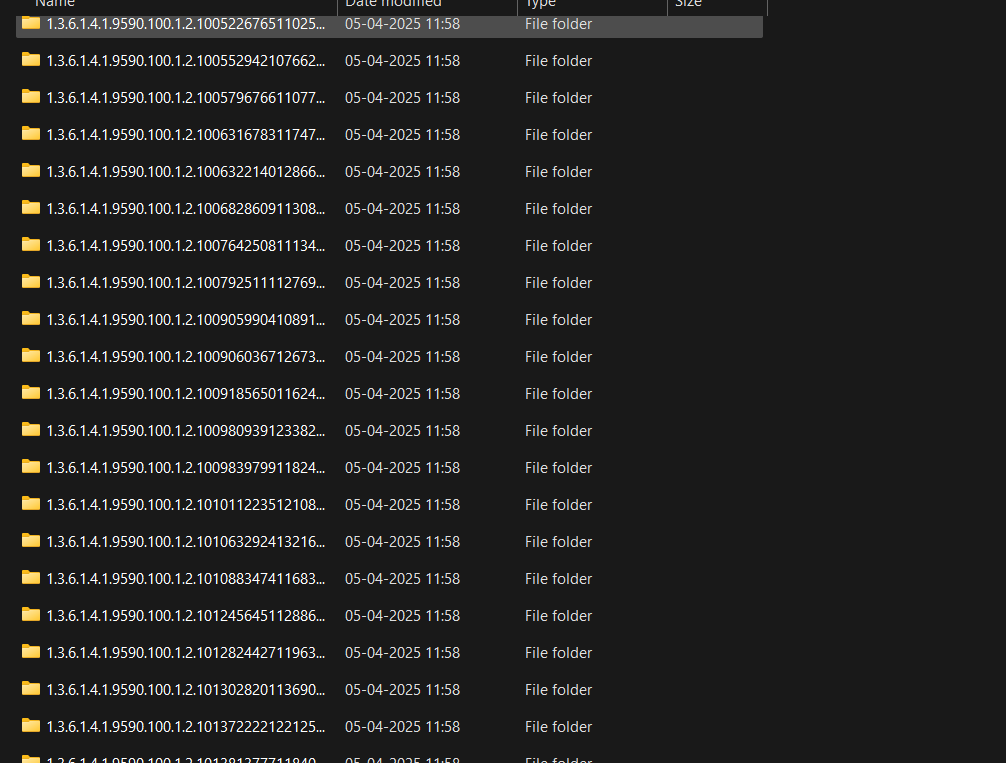 Name Date modified Type Size
1.3.6.1.4.1.9590.100.1.2.100522676511025... 05-04-2025 11:58 File folder
1.3.6.1.4.1.9590.100.1.2.100552942107662... 05-04-2025 11:58 File folder
1.3.6.1.4.1.9590.100.1.2.100579676611077... 05-04-2025 11:58 File folder
1.3.6.1.4.1.9590.100.1.2.100631678311747... 05-04-2025 11:58 File folder
1.3.6.1.4.1.9590.100.1.2.100632214012866... 05-04-2025 11:58 File folder
1.3.6.1.4.1.9590.100.1.2.100682860911308... 05-04-2025 11:58 File folder
1.3.6.1.4.1.9590.100.1.2.100764250811134... 05-04-2025 11:58 File folder
1.3.6.1.4.1.9590.100.1.2.100792511112769... 05-04-2025 11:58 File folder
1.3.6.1.4.1.9590.100.1.2.100905990410891... 05-04-2025 11:58 File folder
1.3.6.1.4.1.9590.100.1.2.100906036712673... 05-04-2025 11:58 File folder
1.3.6.1.4.1.9590.100.1.2.100918565011624... 05-04-2025 11:58 File folder
1.3.6.1.4.1.9590.100.1.2.100980939123382... 05-04-2025 11:58 File folder
1.3.6.1.4.1.9590.100.1.2.100983979911824... 05-04-2025 11:58 File folder
1.3.6.1.4.1.9590.100.1.2.101011223512108... 05-04-2025 11:58 File folder
1.3.6.1.4.1.9590.100.1.2.101063292413216... 05-04-2025 11:58 File folder
1.3.6.1.4.1.9590.100.1.2.101088347411683... 05-04-2025 11:58 File folder
1.3.6.1.4.1.9590.100.1.2.101245645112886... 05-04-2025 11:58 File folder
1.3.6.1.4.1.9590.100.1.2.101282442711963... 05-04-2025 11:58 File folder
1.3.6.1.4.1.9590.100.1.2.101302820113690... 05-04-2025 11:58 File folder
1.3.6.1.4.1.9590.100.1.2.101372222122125... 05-04-2025 11:58 File folder
05-04-2025 11:58 File folder